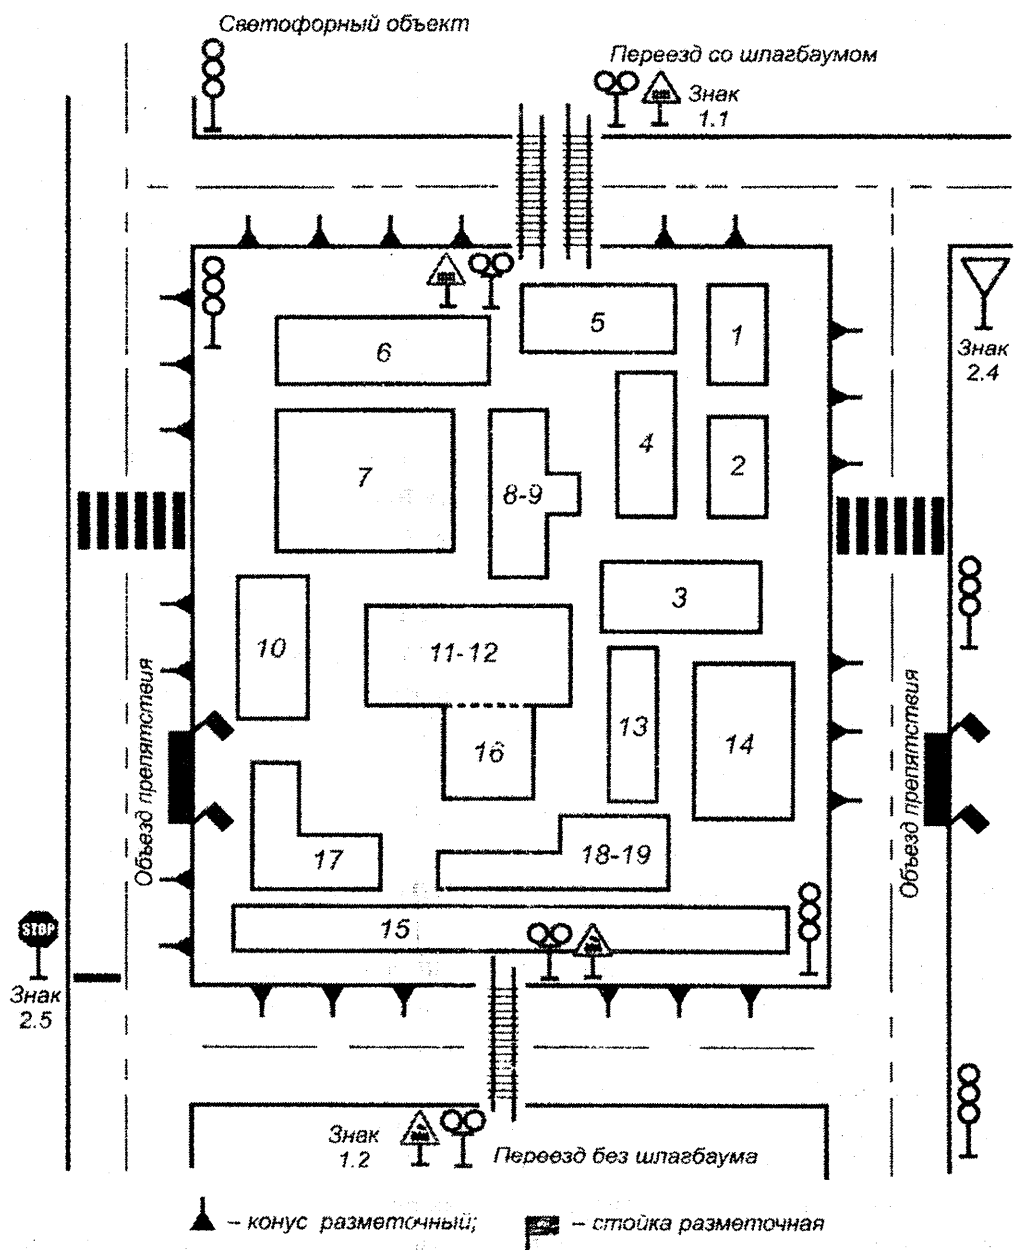 Светофорный объект
Переезд со шлагбаумом
Знак
1.1
Знак
2.4
5
1
6
4
2
7
8-9
3
10
11-12
13
14
16
Объезд препятствия
Объезд препятствия
17
18-19
15
STOP
Знак
2.5
Знак
1.2
Переезд без шлагбаума
– конус разметочный;
– стойка разметочная